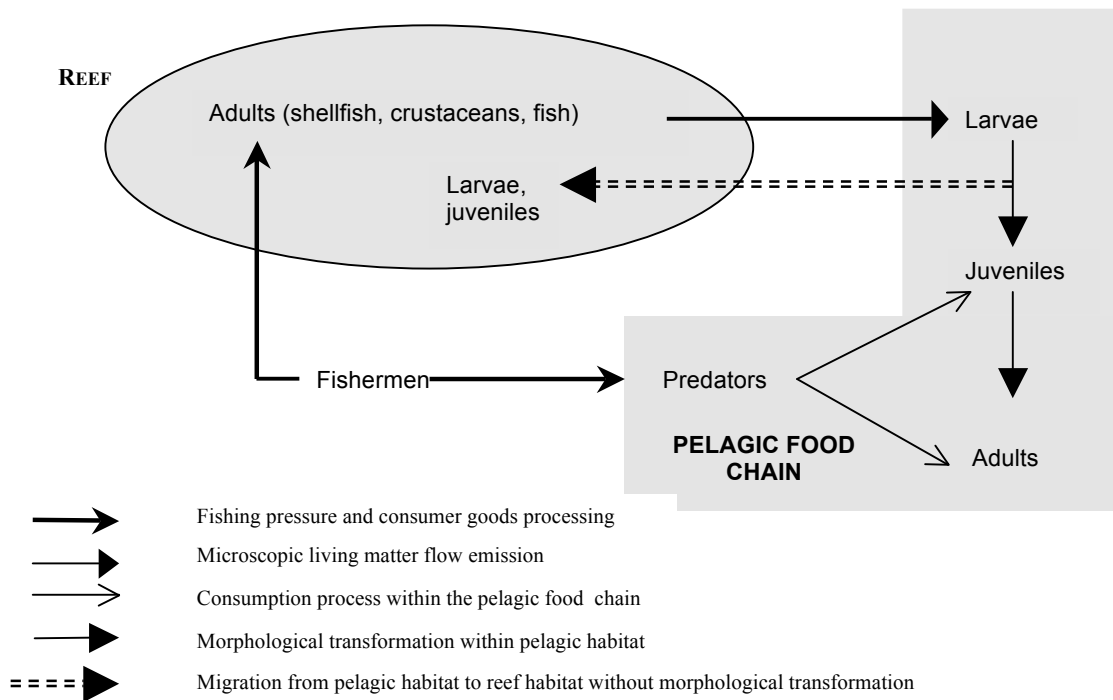 REEF
Adults (shellfish, crustaceans, fish)
Larvae
Larvae,
juveniles
Juveniles
Fishermen
Predators
PELAGIC FOOD
CHAIN
Adults
Fishing pressure and consumer goods processing
Microscopic living matter flow emission
Consumption process within the pelagic food chain
Morphological transformation within pelagic habitat
Migration from pelagic habitat to reef habitat without morphological transformation